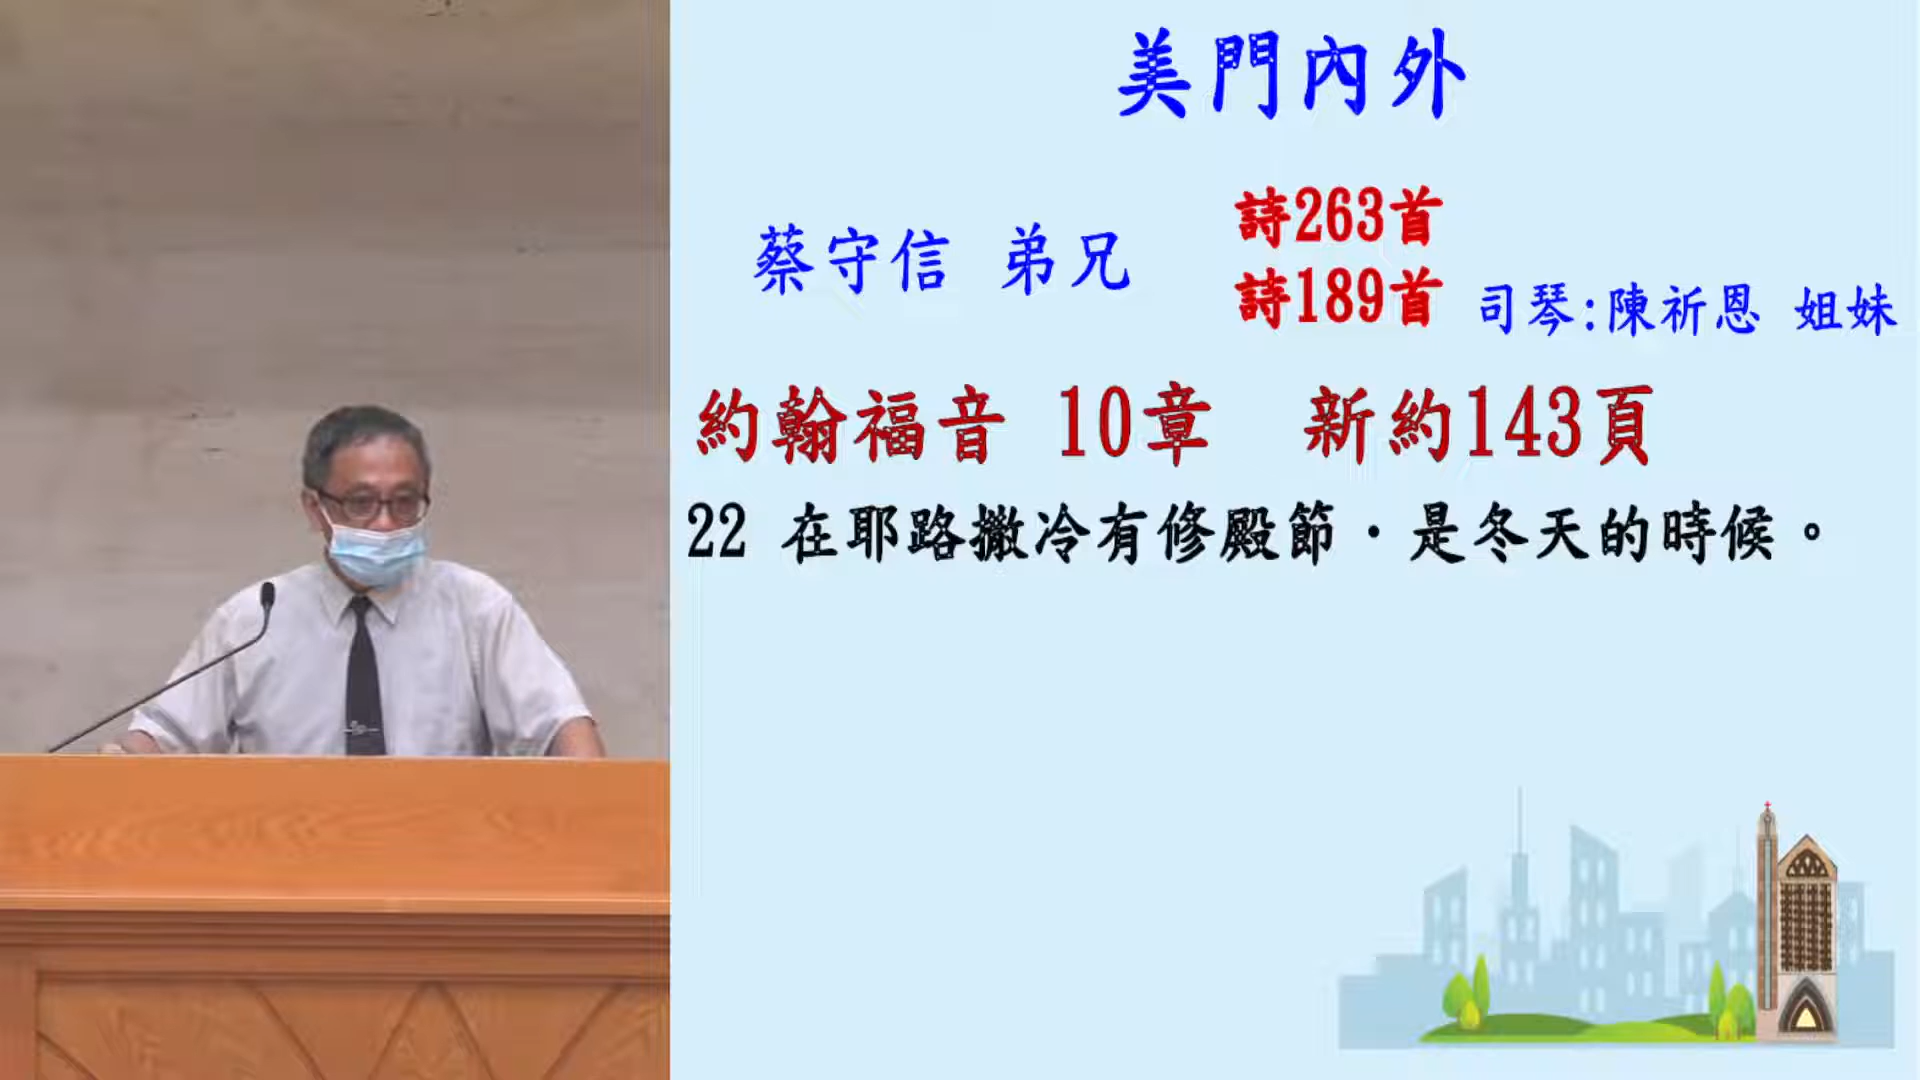 美門內外
蔡守信 弟兄
詩263首
詩189首
司琴:陳祈恩 姐妹
約翰福音 10章 新約143頁
22 在耶路撒冷有修殿節．是冬天的時候。